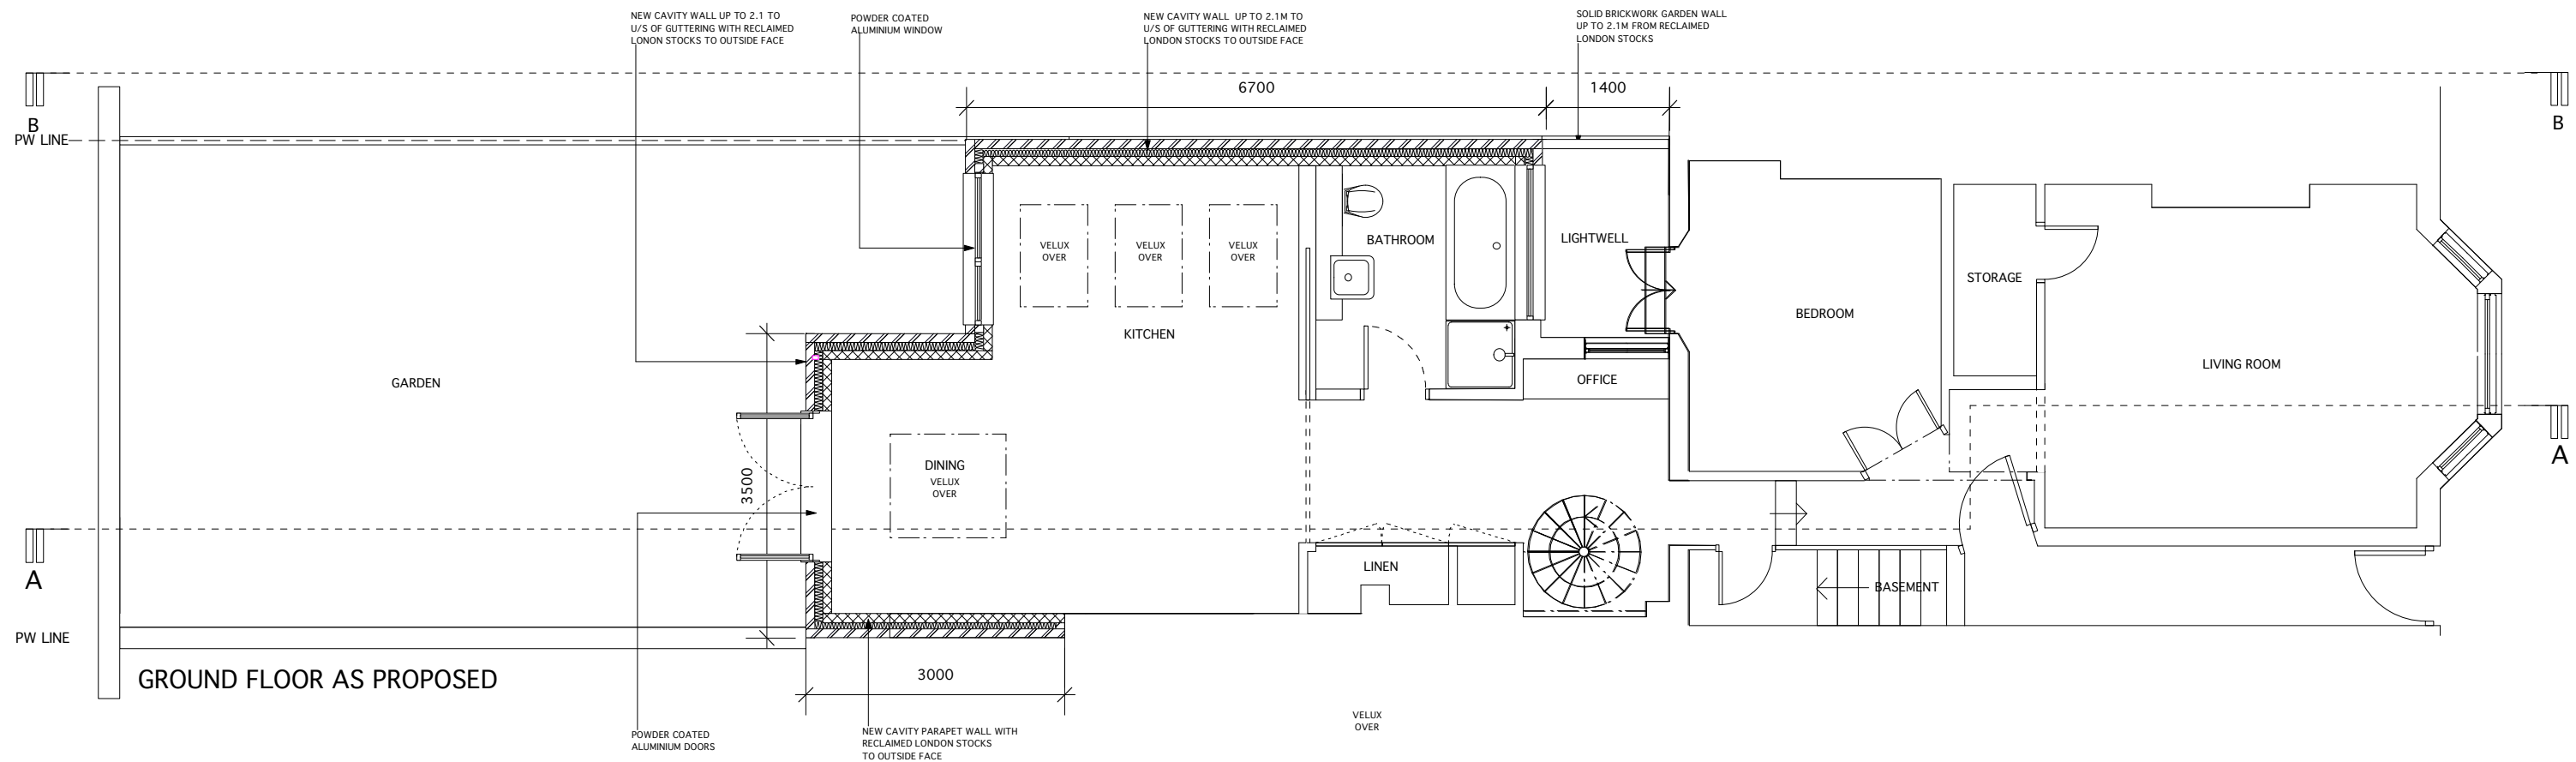 NEW CAVITY WALL UP TO 2.1 TO
U/S OF GUTTERING WITH RECLAIMED
LONON STOCKS TO OUTSIDE FACE
POWDER COATED
ALUMINIUM WINDOW
NEW CAVITY WALL UP TO 2.1M TO
U/S OF GUTTERING WITH RECLAIMED
LONDON STOCKS TO OUTSIDE FACE
SOLID BRICKWORK GARDEN WALL
UP TO 2.1M FROM RECLAIMED
LONDON STOCKS
6700
1400
B
B
PW LINE
VELUX
OVER
VELUX
OVER
VELUX
OVER
BATHROOM
LIGHTWELL
STORAGE
KITCHEN
BEDROOM
LIVING ROOM
GARDEN
OFFICE
3500
DINING
VELUX
OVER
A
A
LINEN
BASEMENT
PW LINE
GROUND FLOOR AS PROPOSED
3000
VELUX
OVER
POWDER COATED
ALUMINIUM DOORS
NEW CAVITY PARAPET WALL WITH
RECLAIMED LONDON STOCKS
TO OUTSIDE FACE